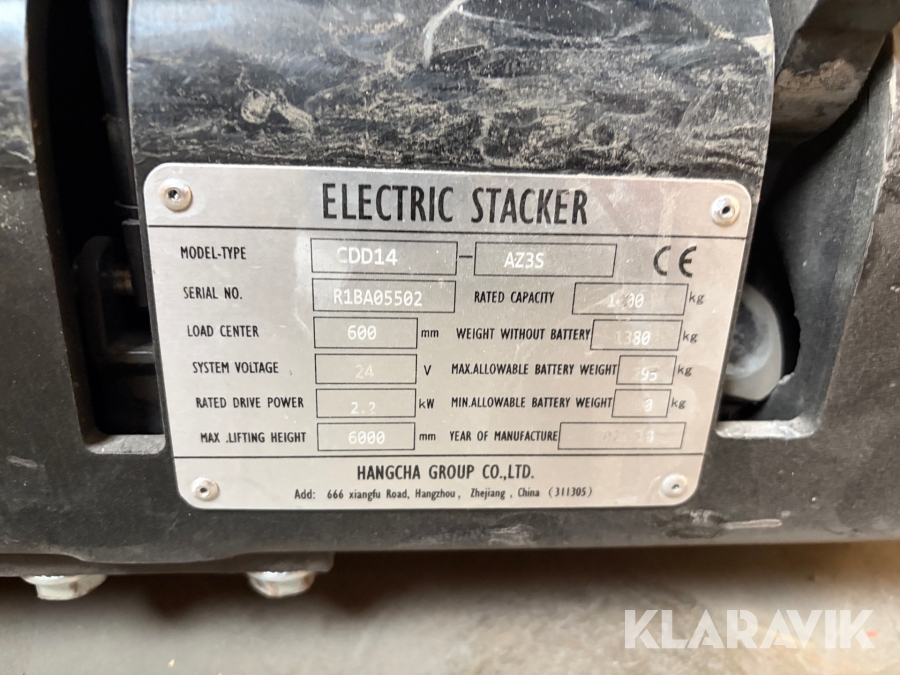 KLARAVIK
ELECTRIC STACKER
MODEL-TYPE CDD14 - AZ3S CE
SERIAL NO. R1BA05502 RATED CAPACITY kg
LOAD CENTER 600 mm WEIGHT WITHOUT BATTERY 1380 kg
SYSTEM VOLTAGE 24 V MAX.ALLOWABLE BATTERY WEIGHT kg
RATED DRIVE POWER 2.2 kW MIN.ALLOWABLE BATTERY WEIGHT kg
MAX .LIFTING HEIGHT 6000 mm YEAR OF MANUFACTURE
HANGCHA GROUP CO.,LTD.
Add: 666 xiangfu Road, Hangzhou, Zhejiang, China (311305)
KLARAVIK